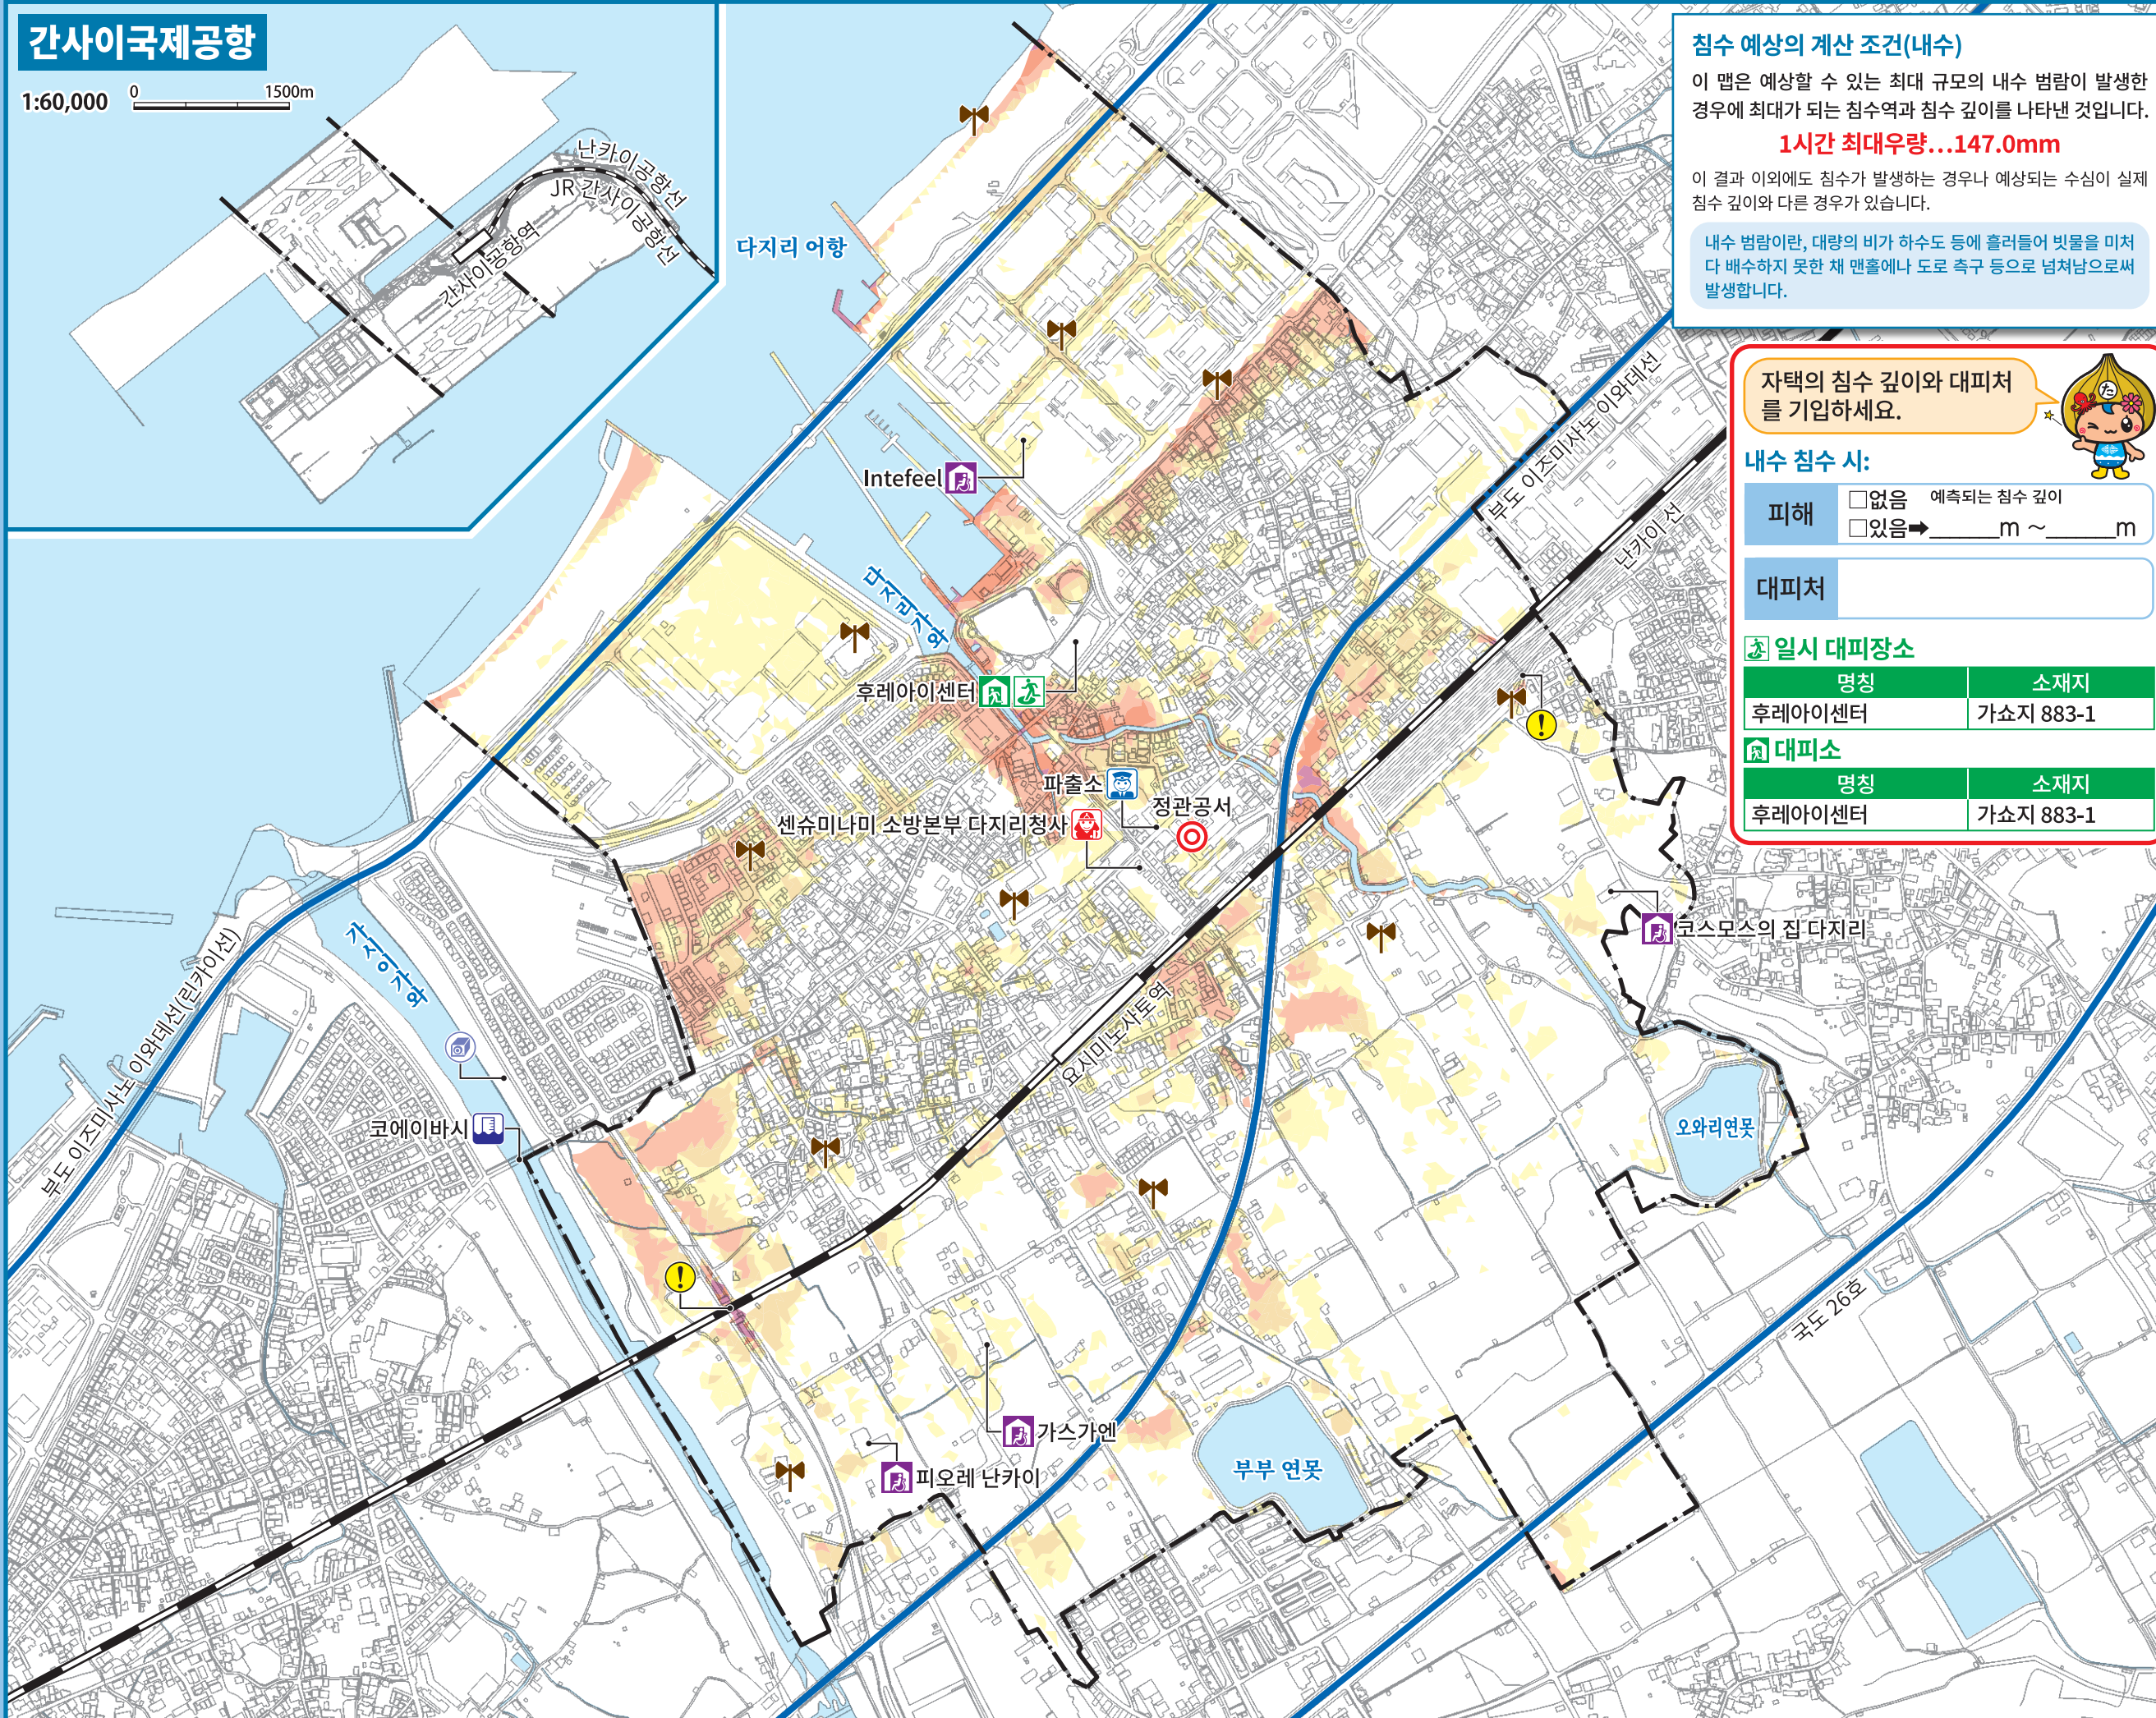 간사이국제공항
1:60,000
0 1500m
난카이공항선
JR 간사이공항선
간사이공항역
침수 예상의 계산 조건(내수)
이 맵은 예상할 수 있는 최대 규모의 내수 범람이 발생한
경우에 최대가 되는 침수역과 침수 깊이를 나타낸 것입니다.
1시간 최대우량…147.0mm
이 결과 이외에도 침수가 발생하는 경우나 예상되는 수심이 실제
침수 깊이와 다른 경우가 있습니다.
내수 범람이란, 대량의 비가 하수도 등에 흘러들어 빗물을 미처
다 배수하지 못한 채 맨홀에나 도로 측구 등으로 넘쳐남으로써
발생합니다.
자택의 침수 깊이와 대피처
를 기입하세요.
た
내수 침수 시:
피해
□없음 예측되는 침수 깊이
□있음➡______m ～______m
대피처
일시 대피장소
명칭 소재지
후레아이센터 가쇼지 883-1
대피소
명칭 소재지
후레아이센터 가쇼지 883-1
다지리 어항
부도 이즈미사노 이와데선
난카이 선
Intefeel
다지리가와
후레아이센터
파출소
정관공서
센슈미나미 소방본부 다지리청사
코스모스의 집 다지리
가시이가와
부도 이즈미사노 이와데선(린카이선)
요시미노사토역
코에이바시
오와리연못
국도 26호
가스가엔
피오레 난카이
부부 연못